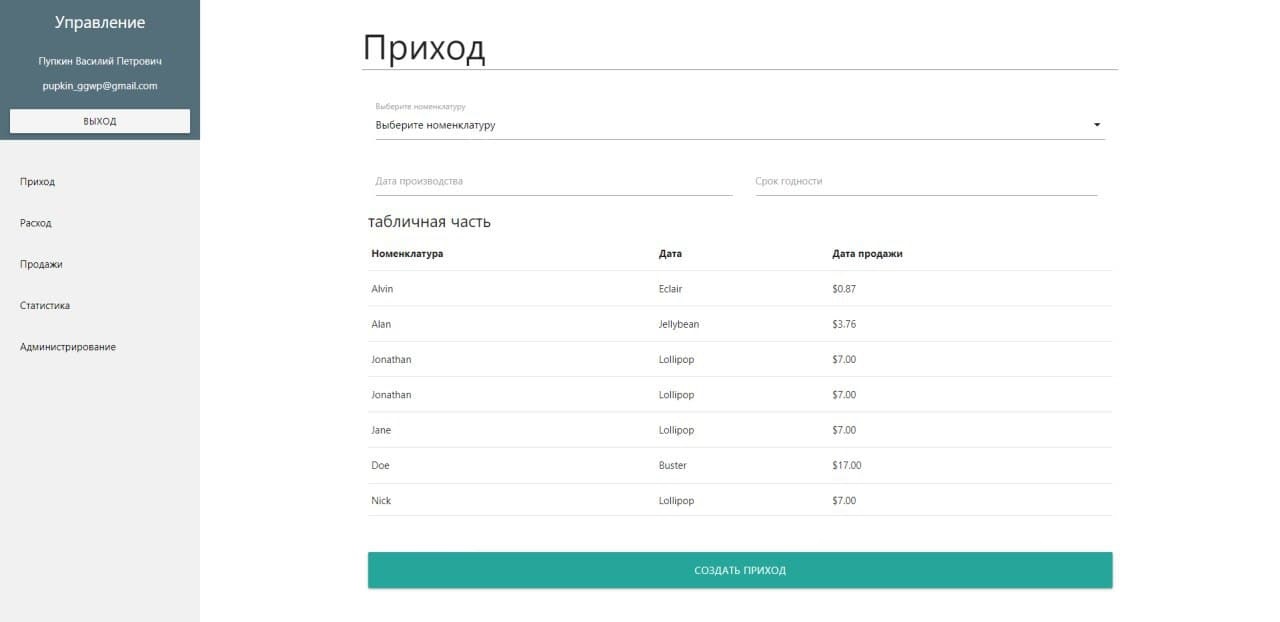 Управление
Пупкин Василий Петрович
pupkin_ggwp@gmail.com
ВЫХОД
Приход
Расход
Продажи
Статистика
Администрирование
Приход
Выберите номенклатуру
Выберите номенклатуру
Дата производства Срок годности
табличная часть
Номенклатура Дата Дата продажи
Alvin Eclair $0.87
Alan Jellybean $3.76
Jonathan Lollipop $7.00
Jonathan Lollipop $7.00
Jane Lollipop $7.00
Doe Buster $17.00
Nick Lollipop $7.00
СОЗДАТЬ ПРИХОД